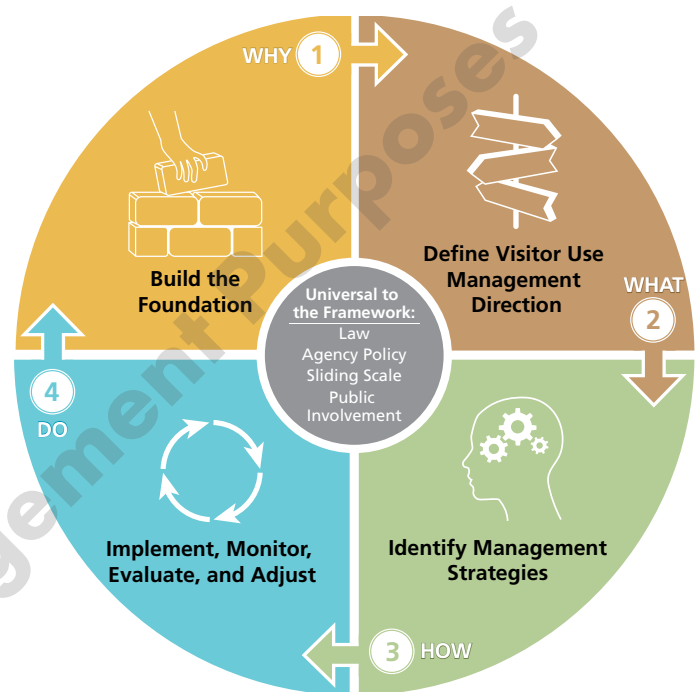 WHY 1
Build the
Foundation
Define Visitor Use
Management
Direction
WHAT
2
Universal to
the Framework:
Law
Agency Policy
Sliding Scale
Public
Involvement
4
DO
Implement, Monitor,
Evaluate, and Adjust
Identify Management
Strategies
3 HOW
gement Purposes